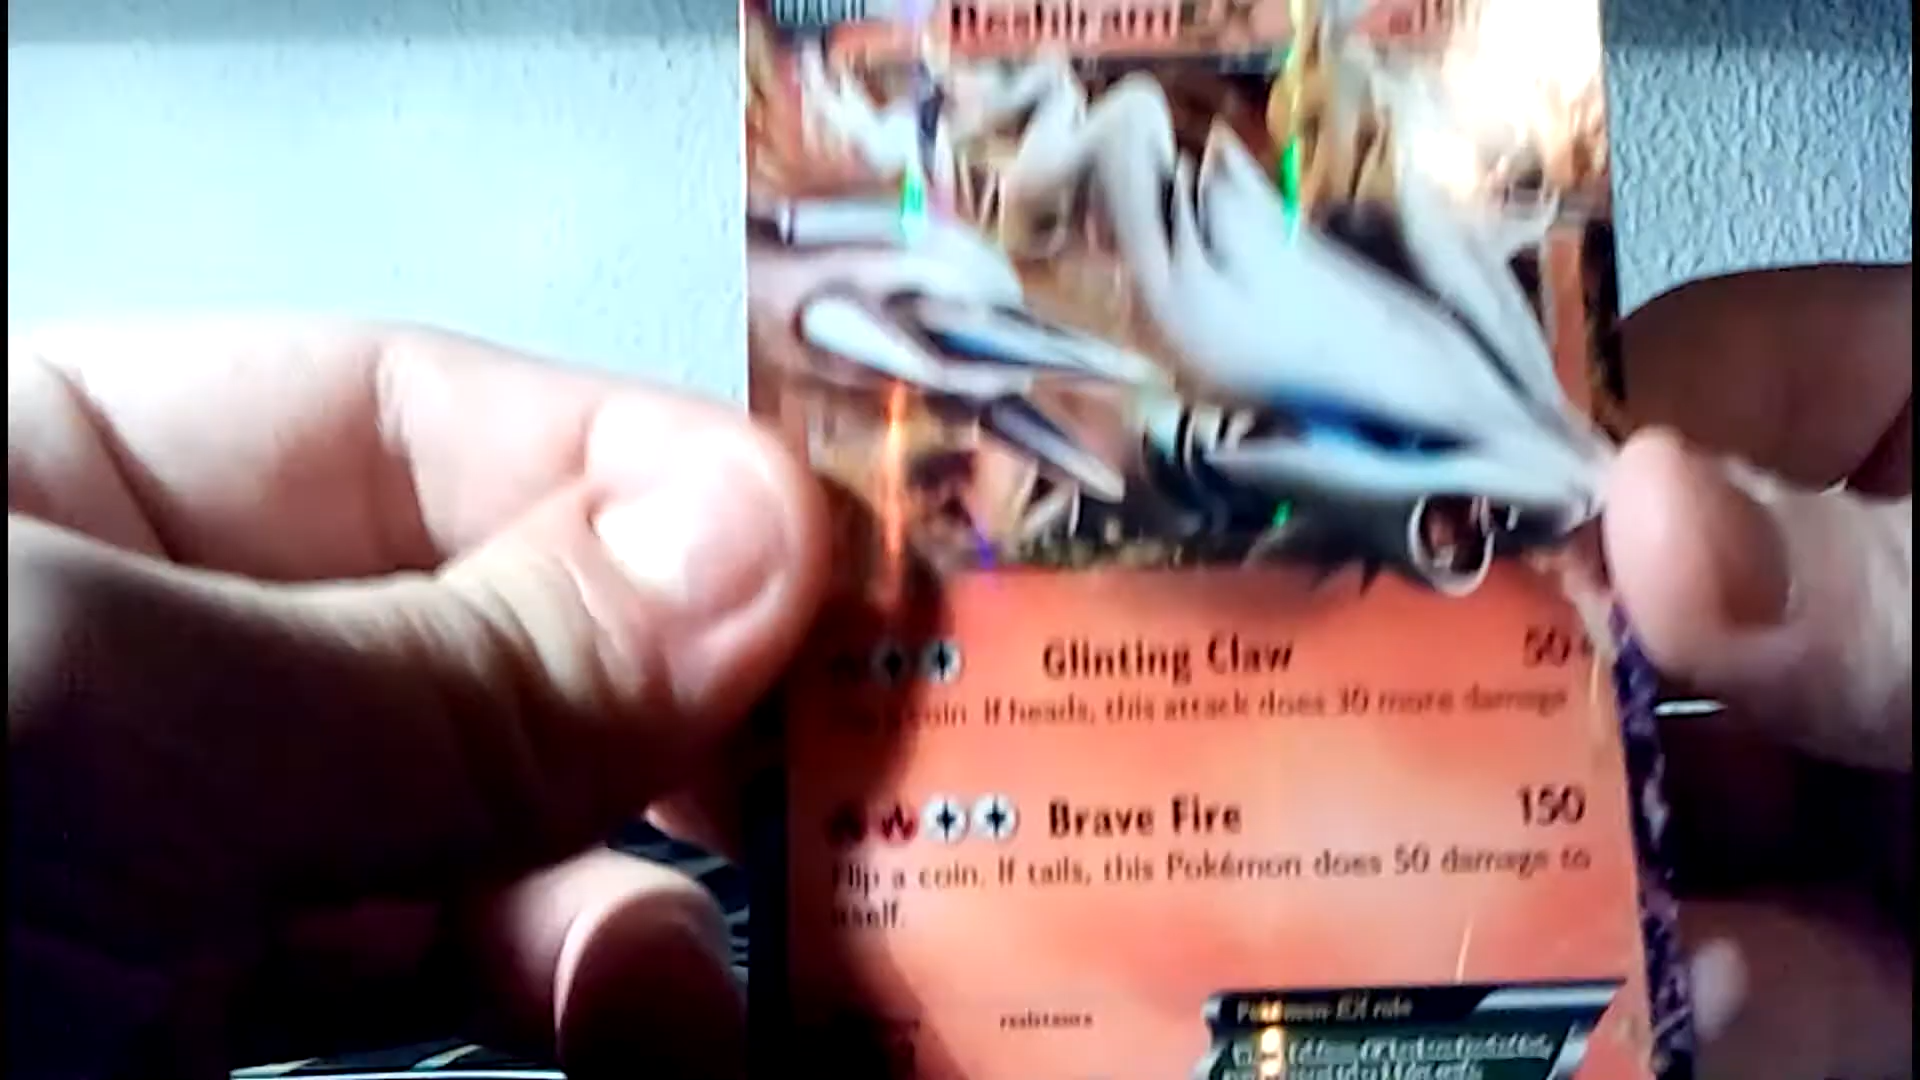 Reshiram
Glinting Claw 50+
coin. If heads, this attack does 30 more damage
Brave Fire 150
Flip a coin. If tails, this Pokémon does 50 damage to
itself.
resistance
Pokémon-EX rule